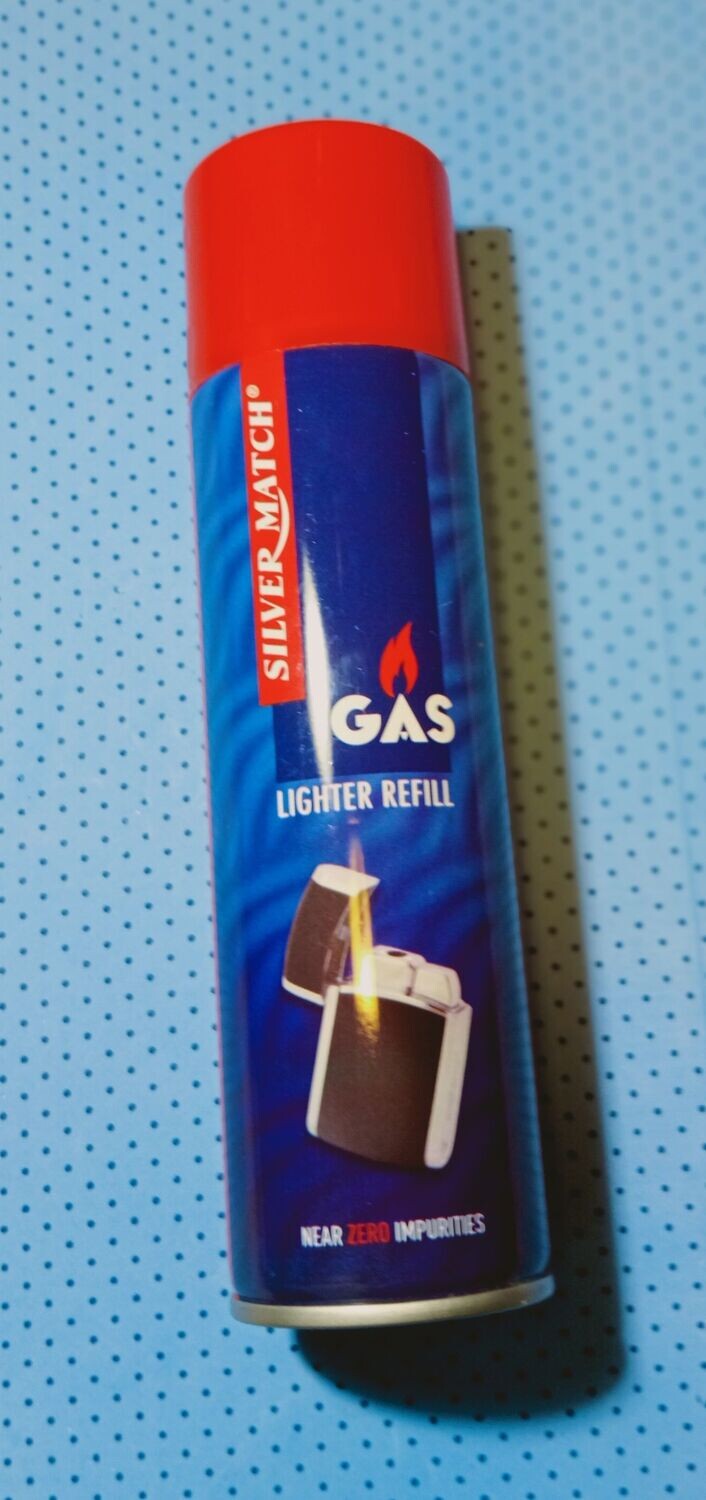 SILVER MATCH®
GAS
LIGHTER REFILL
NEAR ZERO IMPURITIES